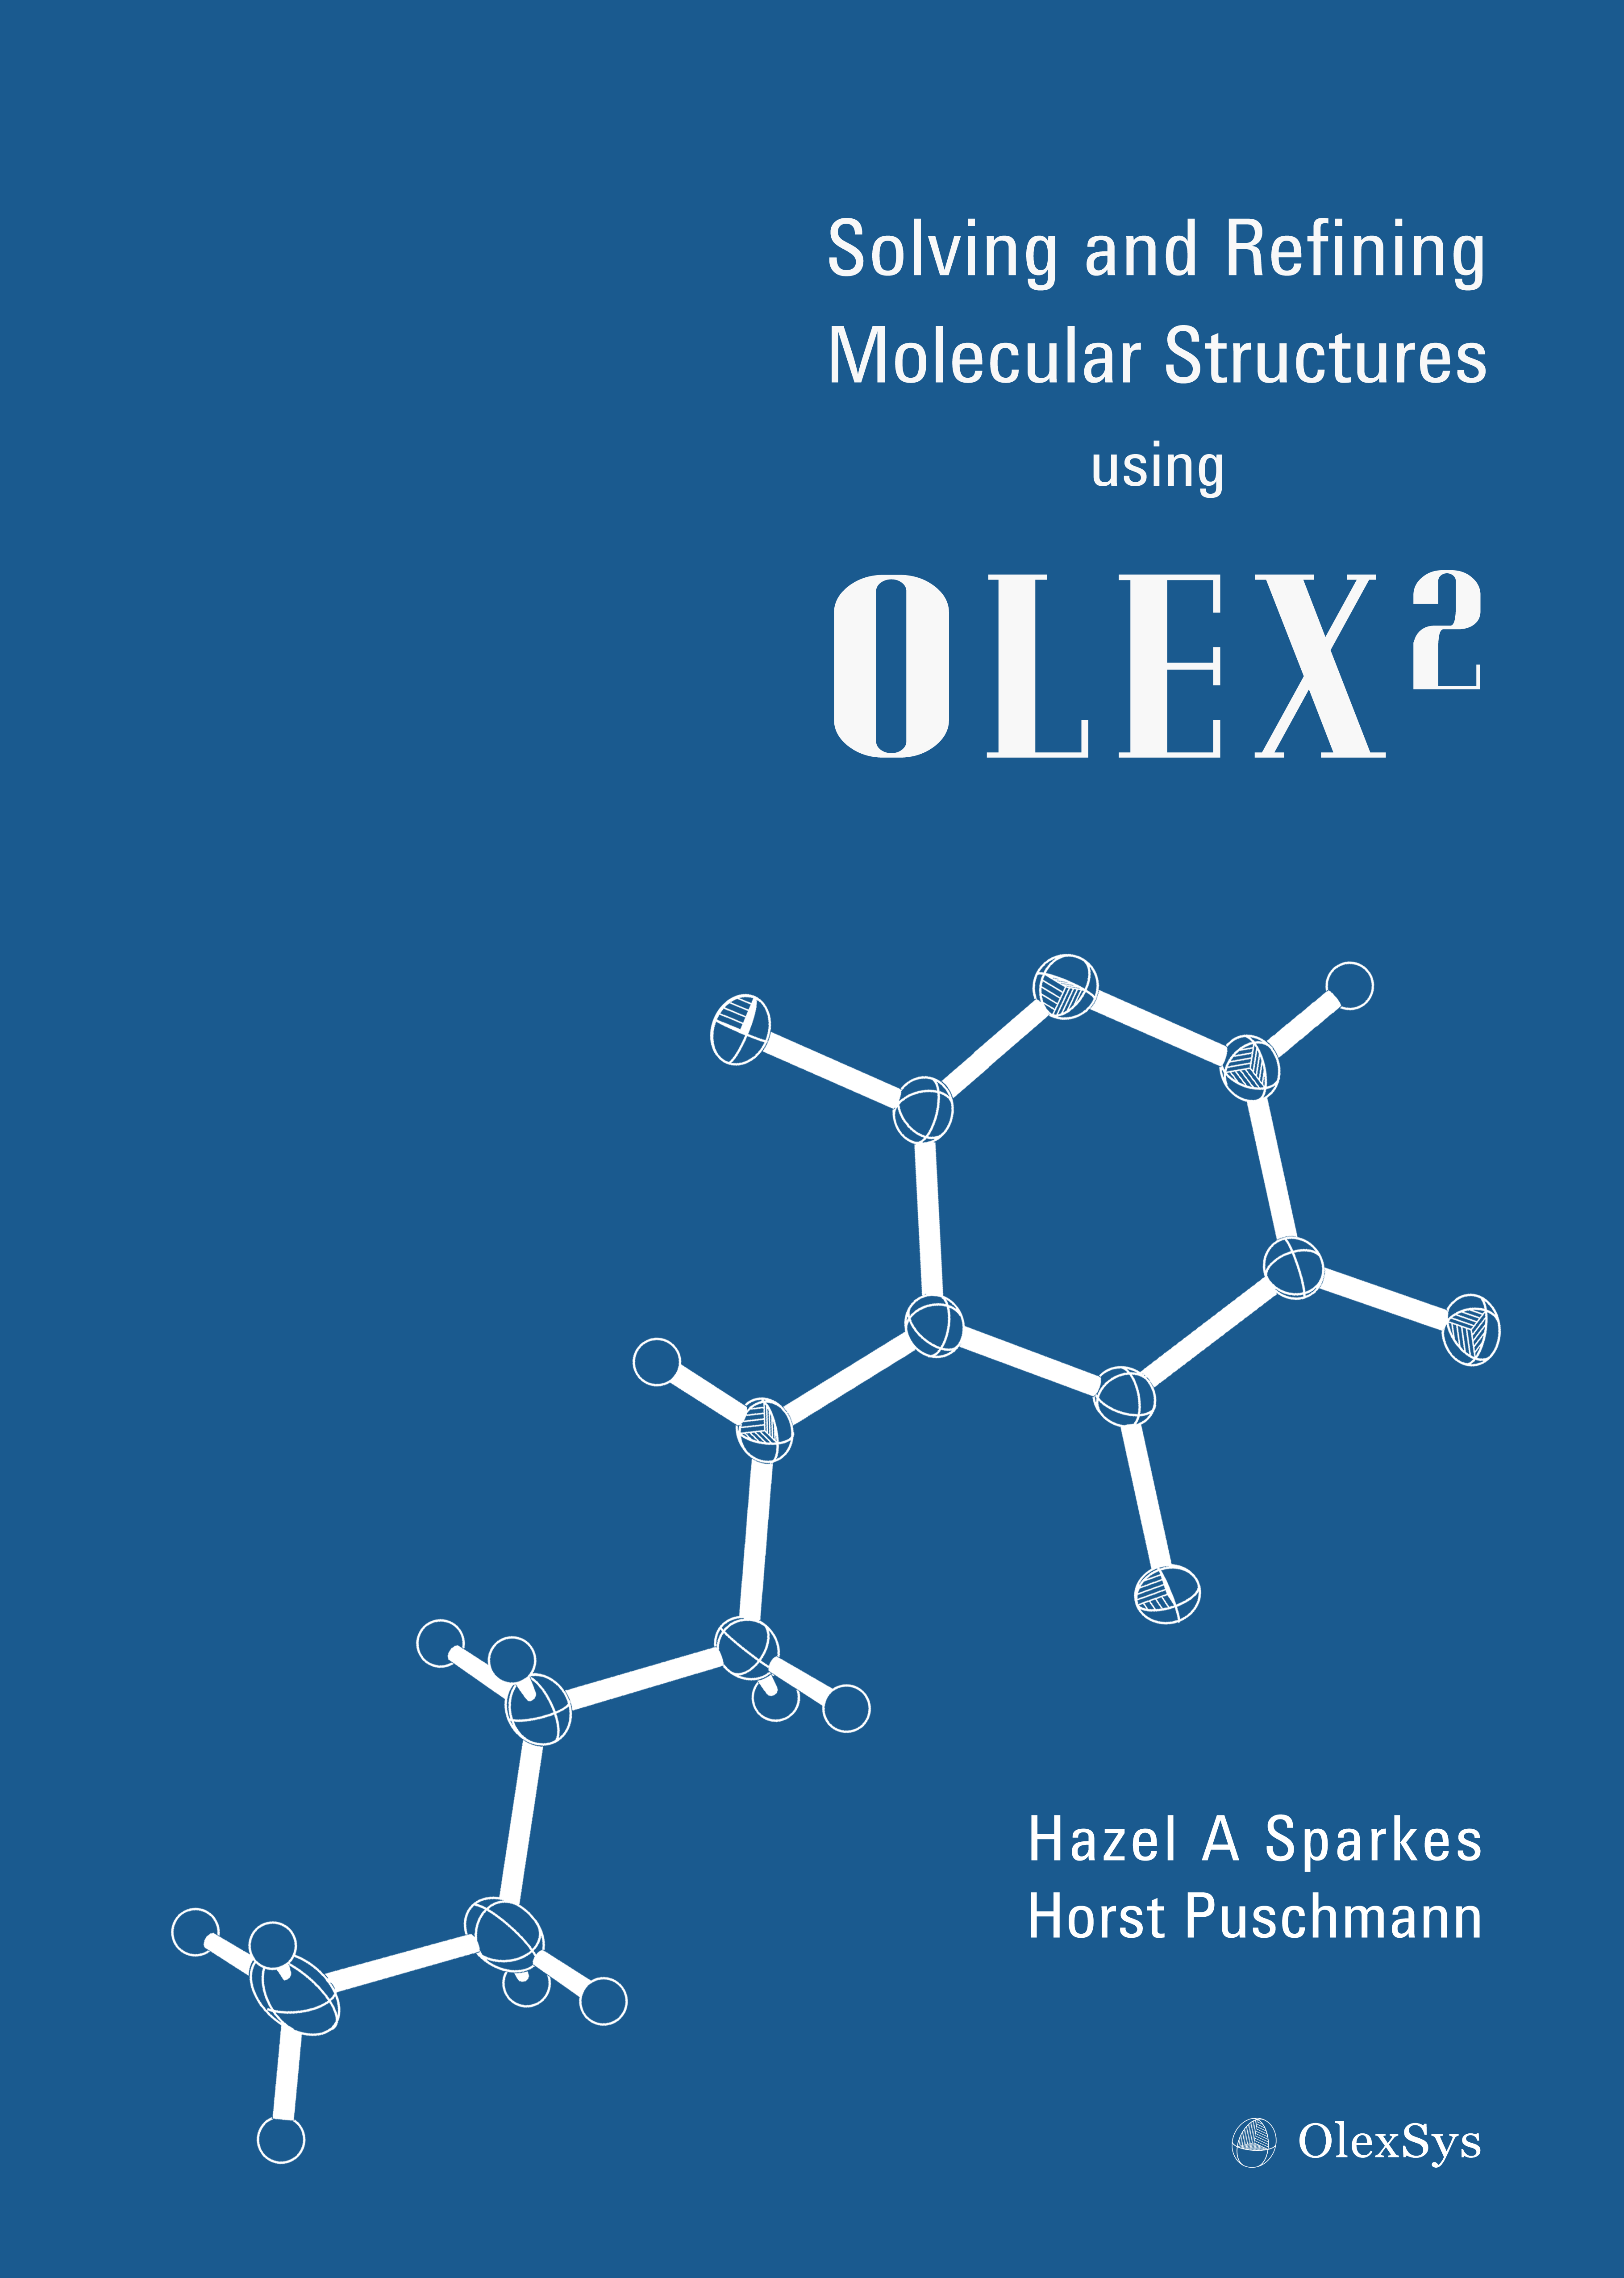 Solving and Refining
Molecular Structures
using
OLEX²
Hazel A Sparkes
Horst Puschmann
OlexSys